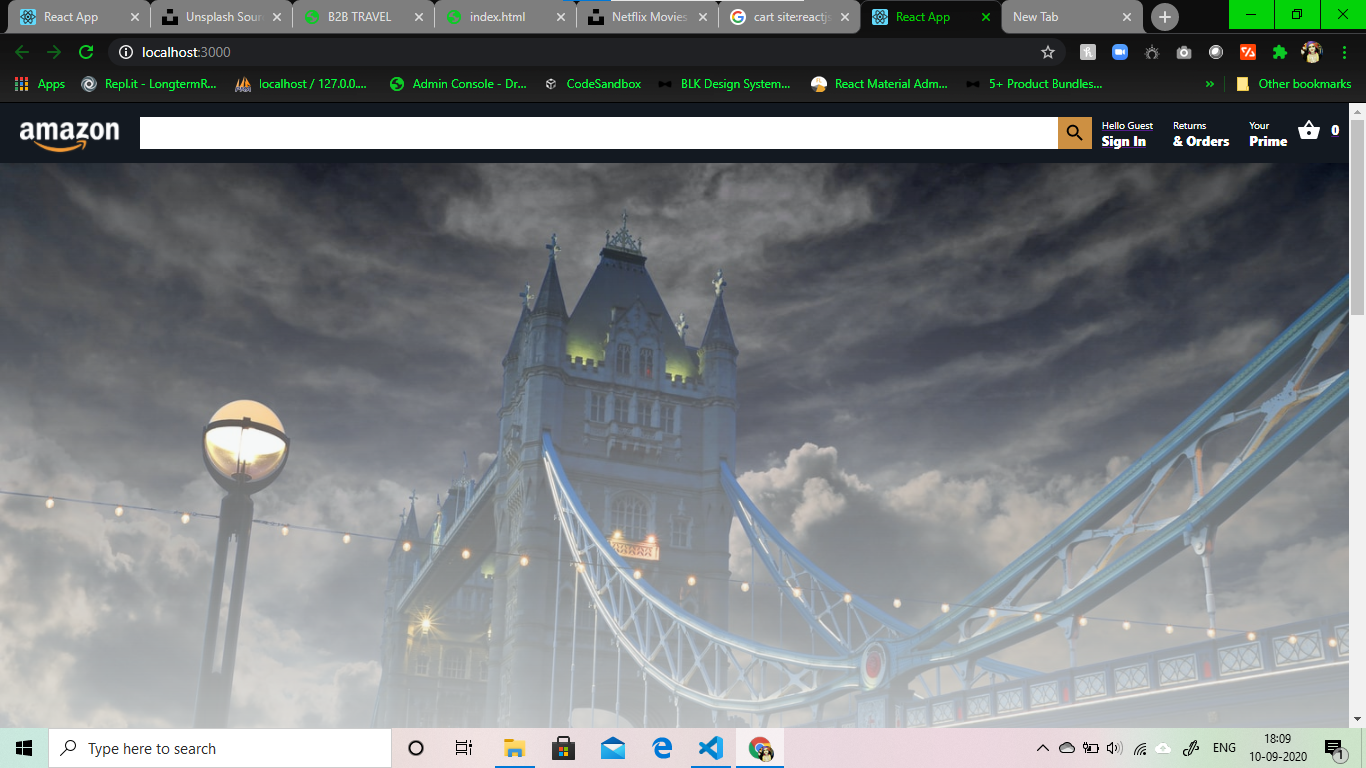 React App
Unsplash Sour
B2B TRAVEL
index.html
Netflix Movies
cart site:reactjs
React App
New Tab
localhost:3000
Apps
Repl.it - LongtermR...
localhost / 127.0.0....
Admin Console - Dr...
CodeSandbox
BLK Design System...
React Material Adm...
5+ Product Bundles...
»
Other bookmarks
amazon
Hello Guest
Sign In
Returns
& Orders
Your
Prime
0
Type here to search
ENG
18:09
10-09-2020
1